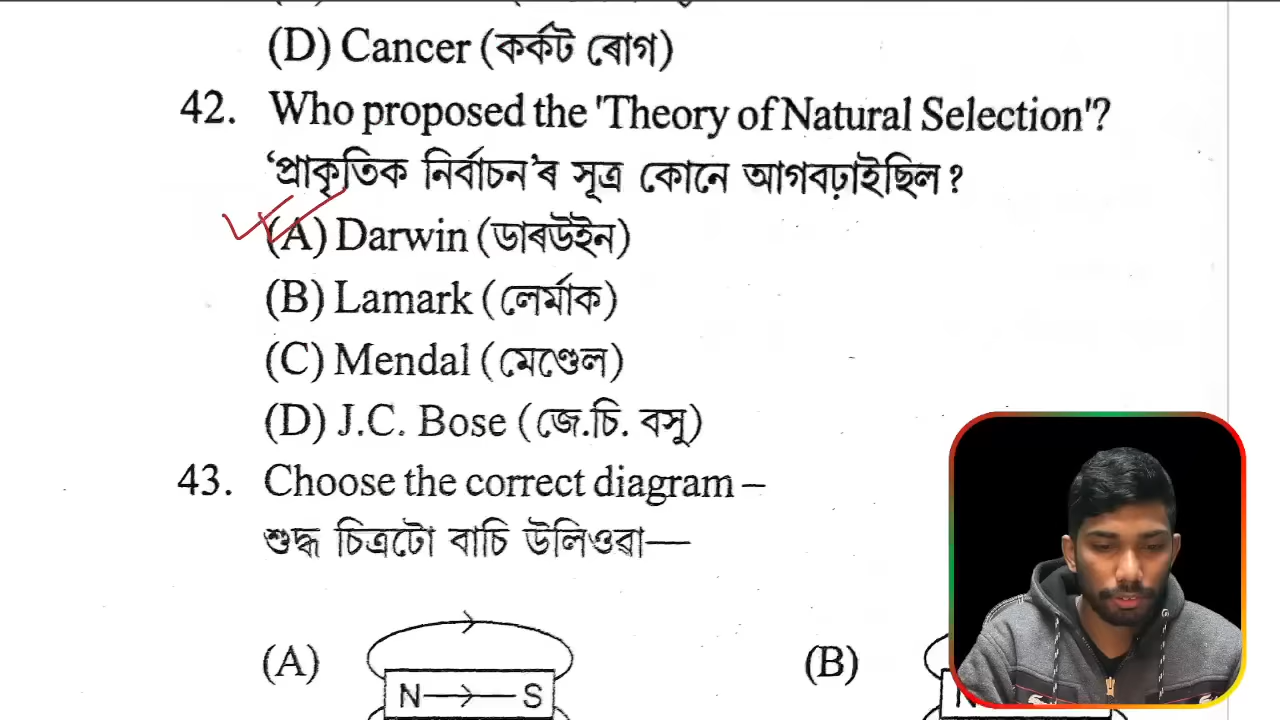 (D) Cancer (কৰ্কট ৰোগ)
42. Who proposed the 'Theory of Natural Selection'?
‘প্ৰাকৃতিক নিৰ্বাচন’ৰ সূত্ৰ কোনে আগবঢ়াইছিল ?
(A) Darwin (ডাৰউইন)
(B) Lamark (লেৰ্মাক)
(C) Mendal (মেণ্ডেল)
(D) J.C. Bose (জে.চি. বসু)
43. Choose the correct diagram –
শুদ্ধ চিত্ৰটো বাচি উলিওৱা—
(A) (B)
N S N